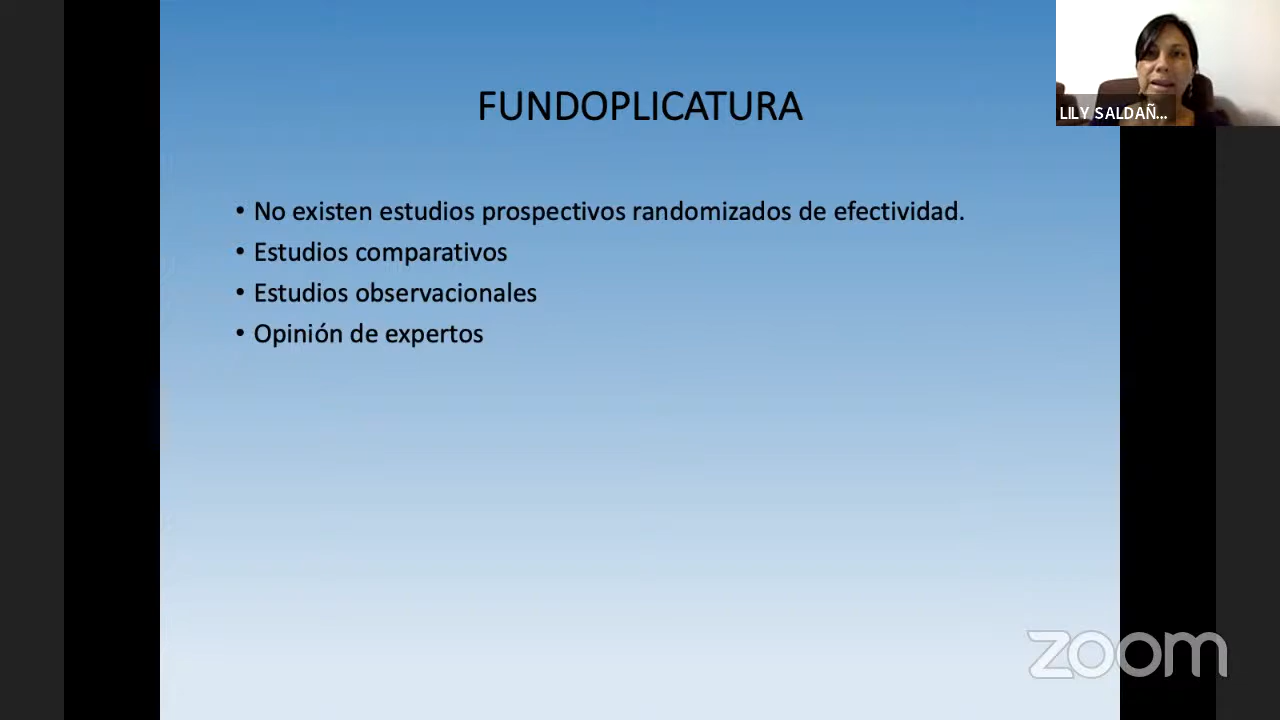 FUNDOPLICATURA
LILY SALDAÑ...
• No existen estudios prospectivos randomizados de efectividad.
• Estudios comparativos
• Estudios observacionales
• Opinión de expertos
zoom